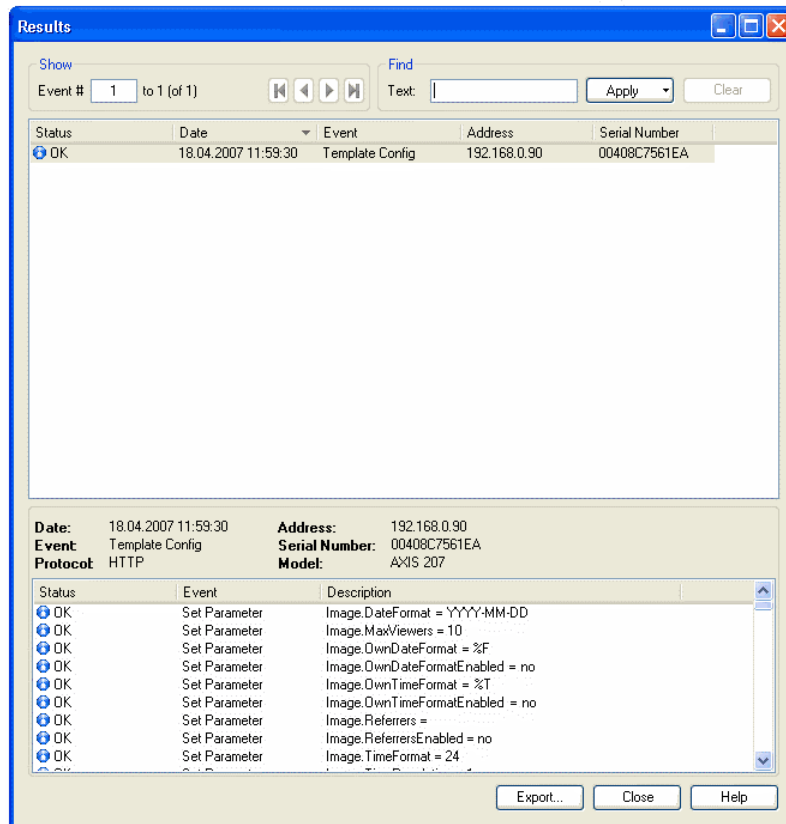 Results
Show
Find
Event # 1 to 1 (of 1)
Text:
Apply
Clear
Status Date Event Address Serial Number
OK 18.04.2007 11:59:30 Template Config 192.168.0.90 00408C7561EA
Date: 18.04.2007 11:59:30 Address: 192.168.0.90
Event: Template Config Serial Number: 00408C7561EA
Protocol: HTTP Model: AXIS 207
Status Event Description
OK Set Parameter Image.DateFormat = YYYY-MM-DD
OK Set Parameter Image.MaxViewers = 10
OK Set Parameter Image.OwnDateFormat = %F
OK Set Parameter Image.OwnDateFormatEnabled = no
OK Set Parameter Image.OwnTimeFormat = %T
OK Set Parameter Image.OwnTimeFormatEnabled = no
OK Set Parameter Image.Referrers =
OK Set Parameter Image.ReferrersEnabled = no
OK Set Parameter Image.TimeFormat = 24
Export... Close Help